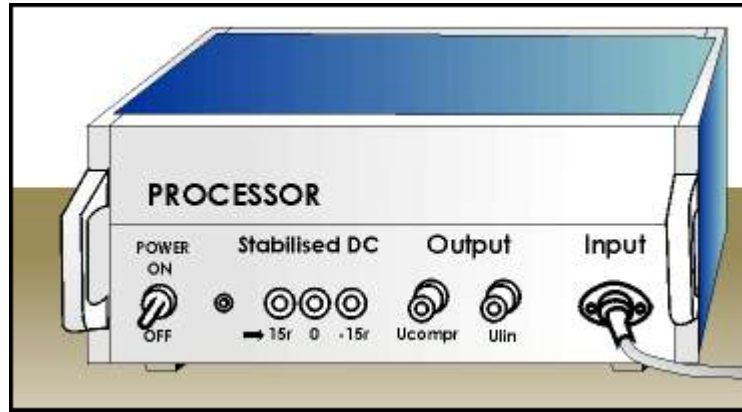 PROCESSOR
POWER
ON
OFF
Stabilised DC
15r 0 -15r
Output
Ucompr Ulin
Input